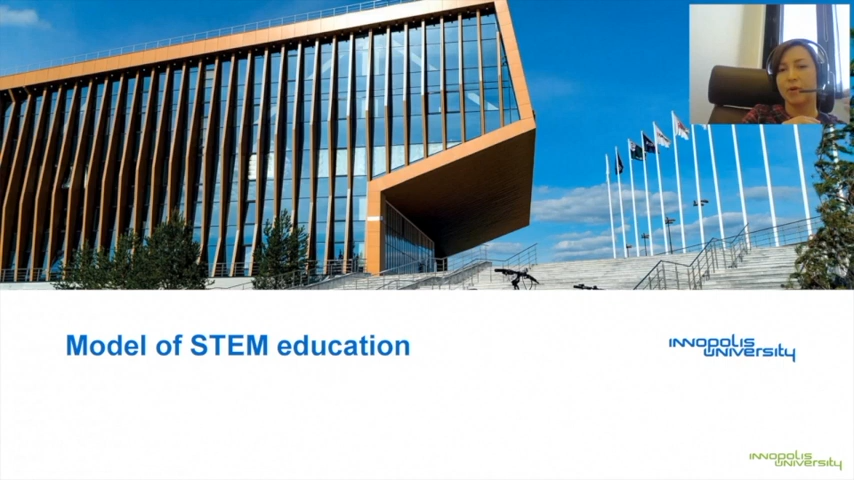 Model of STEM education
INNOPOLIS
UNIVERSITY
INNOPOLIS
UNIVERSITY